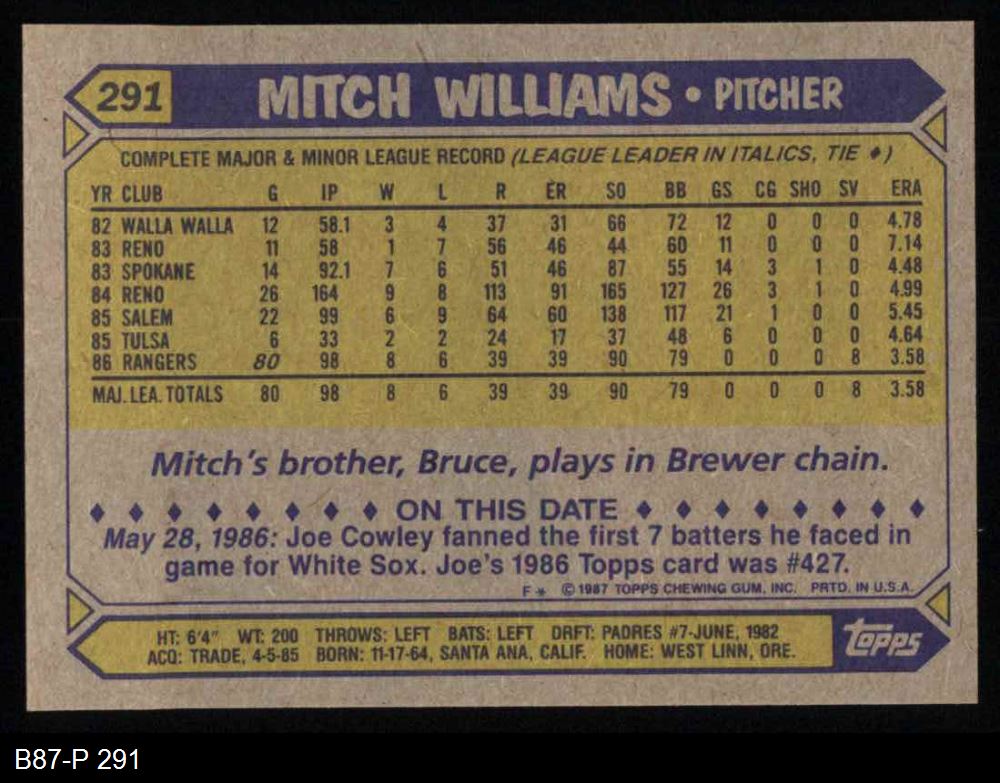 291 MITCH WILLIAMS • PITCHER
COMPLETE MAJOR & MINOR LEAGUE RECORD (LEAGUE LEADER IN ITALICS, TIE ♦)
YR CLUB G IP W L R ER SO BB GS CG SHO SV ERA
82 WALLA WALLA 12 58.1 3 4 37 31 66 72 12 0 0 0 4.78
83 RENO 11 58 1 7 56 46 44 60 11 0 0 0 7.14
83 SPOKANE 14 92.1 7 6 51 46 87 55 14 3 1 0 4.48
84 RENO 26 164 9 8 113 91 165 127 26 3 1 0 4.99
85 SALEM 22 99 6 9 64 60 138 117 21 1 0 0 5.45
85 TULSA 6 33 2 2 24 17 37 48 6 0 0 0 4.64
86 RANGERS 80 98 8 6 39 39 90 79 0 0 0 8 3.58
MAJ. LEA. TOTALS 80 98 8 6 39 39 90 79 0 0 0 8 3.58
Mitch's brother, Bruce, plays in Brewer chain.
♦ ♦ ♦ ♦ ♦ ♦ ♦ ♦ ON THIS DATE ♦ ♦ ♦ ♦ ♦ ♦ ♦ ♦
May 28, 1986: Joe Cowley fanned the first 7 batters he faced in
game for White Sox. Joe's 1986 Topps card was #427.
F * © 1987 TOPPS CHEWING GUM, INC. PRTD. IN U.S.A.
HT: 6'4" WT: 200 THROWS: LEFT BATS: LEFT DRFT: PADRES #7-JUNE, 1982
ACQ: TRADE, 4-5-85 BORN: 11-17-64, SANTA ANA, CALIF. HOME: WEST LINN, ORE.
TOPPS
B87-P 291